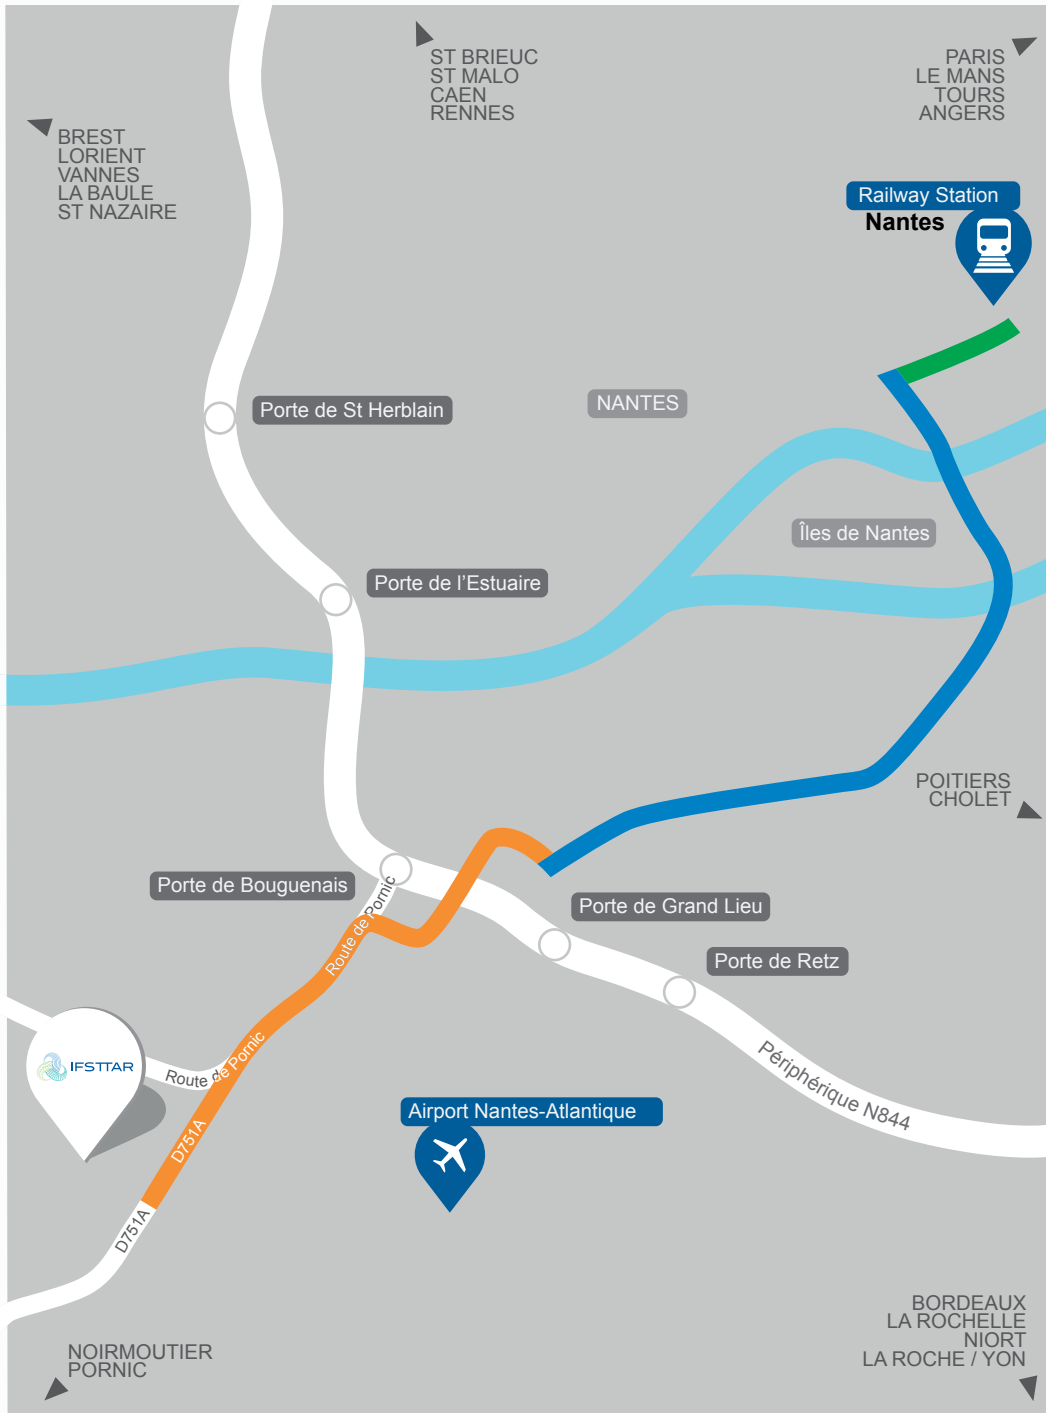 ST BRIEUC
ST MALO
CAEN
RENNES
PARIS
LE MANS
TOURS
ANGERS
BREST
LORIENT
VANNES
LA BAULE
ST NAZAIRE
Railway Station
Nantes
NANTES
Porte de St Herblain
Îles de Nantes
Porte de l’Estuaire
POITIERS
CHOLET
Porte de Bouguenais
Porte de Grand Lieu
Route de Pornic
Porte de Retz
IFSTTAR
Route de Pornic
Périphérique N844
Airport Nantes-Atlantique
D751A
D751A
BORDEAUX
LA ROCHELLE
NIORT
LA ROCHE / YON
NOIRMOUTIER
PORNIC